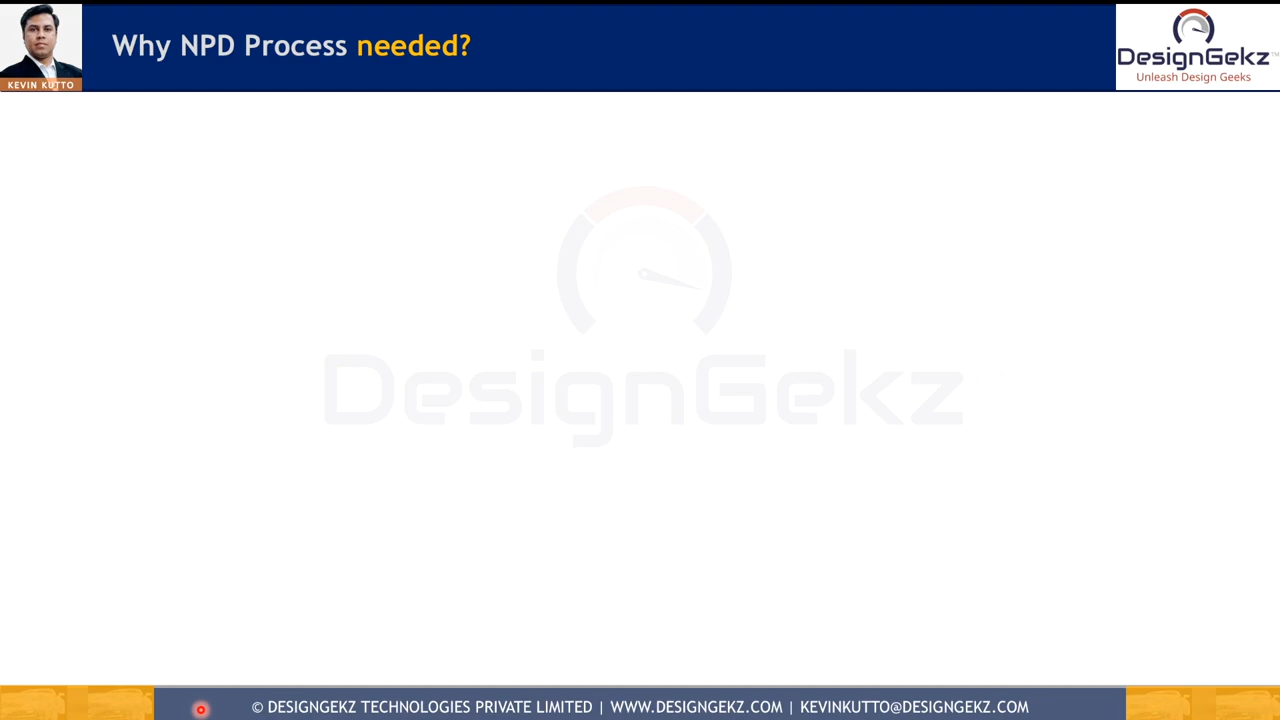 Why NPD Process needed?
KEVIN KUTTO
DesignGekz™
Unleash Design Geeks
DesignGekz
© DESIGNGEKZ TECHNOLOGIES PRIVATE LIMITED | WWW.DESIGNGEKZ.COM | KEVINKUTTO@DESIGNGEKZ.COM